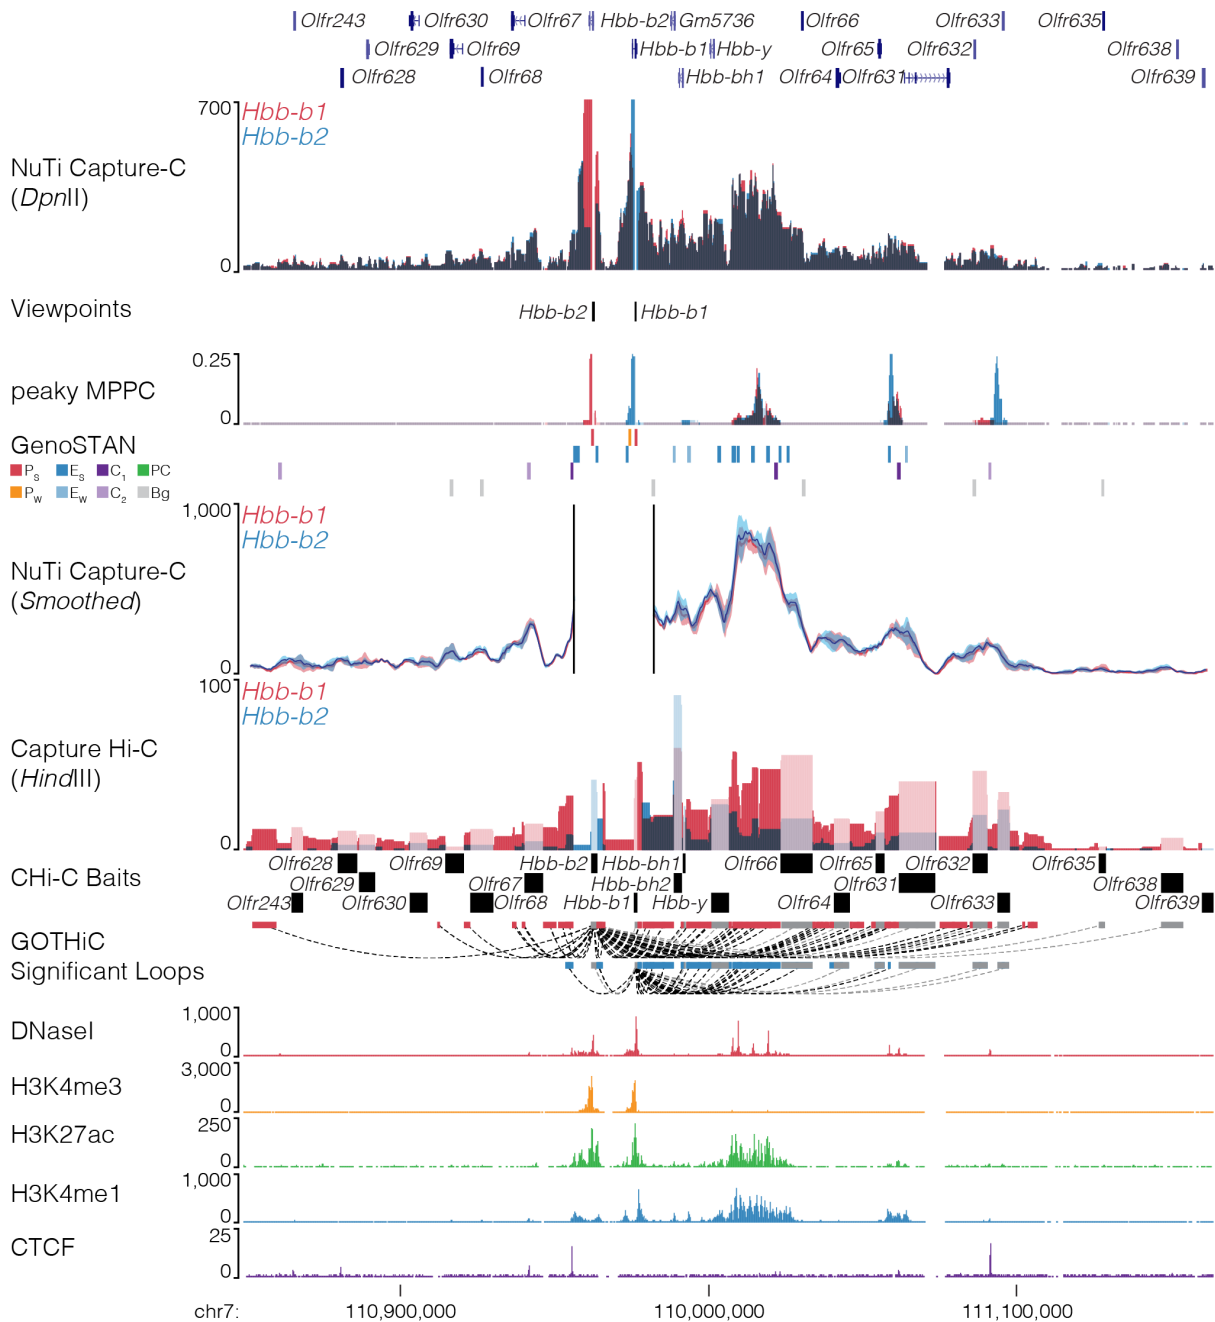 Olfr243 Olfr630 Olfr67 Hbb-b2 Gm5736 Olfr66 Olfr633 Olfr635
Olfr629 Olfr69 Hbb-b1 Hbb-y Olfr65 Olfr632 Olfr638
Olfr628 Olfr68 Hbb-bh1 Olfr64 Olfr631 Olfr639
700
Hbb-b1
Hbb-b2
NuTi Capture-C
(DpnII)
0
Viewpoints
Hbb-b2
Hbb-b1
0.25
peaky MPPC
0
GenoSTAN
PS ES C1 PC
PW EW C2 Bg
1,000
Hbb-b1
Hbb-b2
NuTi Capture-C
(Smoothed)
0
100
Hbb-b1
Hbb-b2
Capture Hi-C
(HindIII)
0
CHi-C Baits
Olfr628 Olfr69 Hbb-b2 Hbb-bh1 Olfr66 Olfr65 Olfr632 Olfr635
Olfr629 Olfr67 Hbb-bh2 Olfr631 Olfr638
Olfr243 Olfr630 Olfr68 Hbb-b1 Hbb-y Olfr64 Olfr633 Olfr639
GOTHiC
Significant Loops
1,000
DNaseI
0
3,000
H3K4me3
0
250
H3K27ac
0
1,000
H3K4me1
0
25
CTCF
0
chr7: 110,900,000 110,000,000 111,100,000